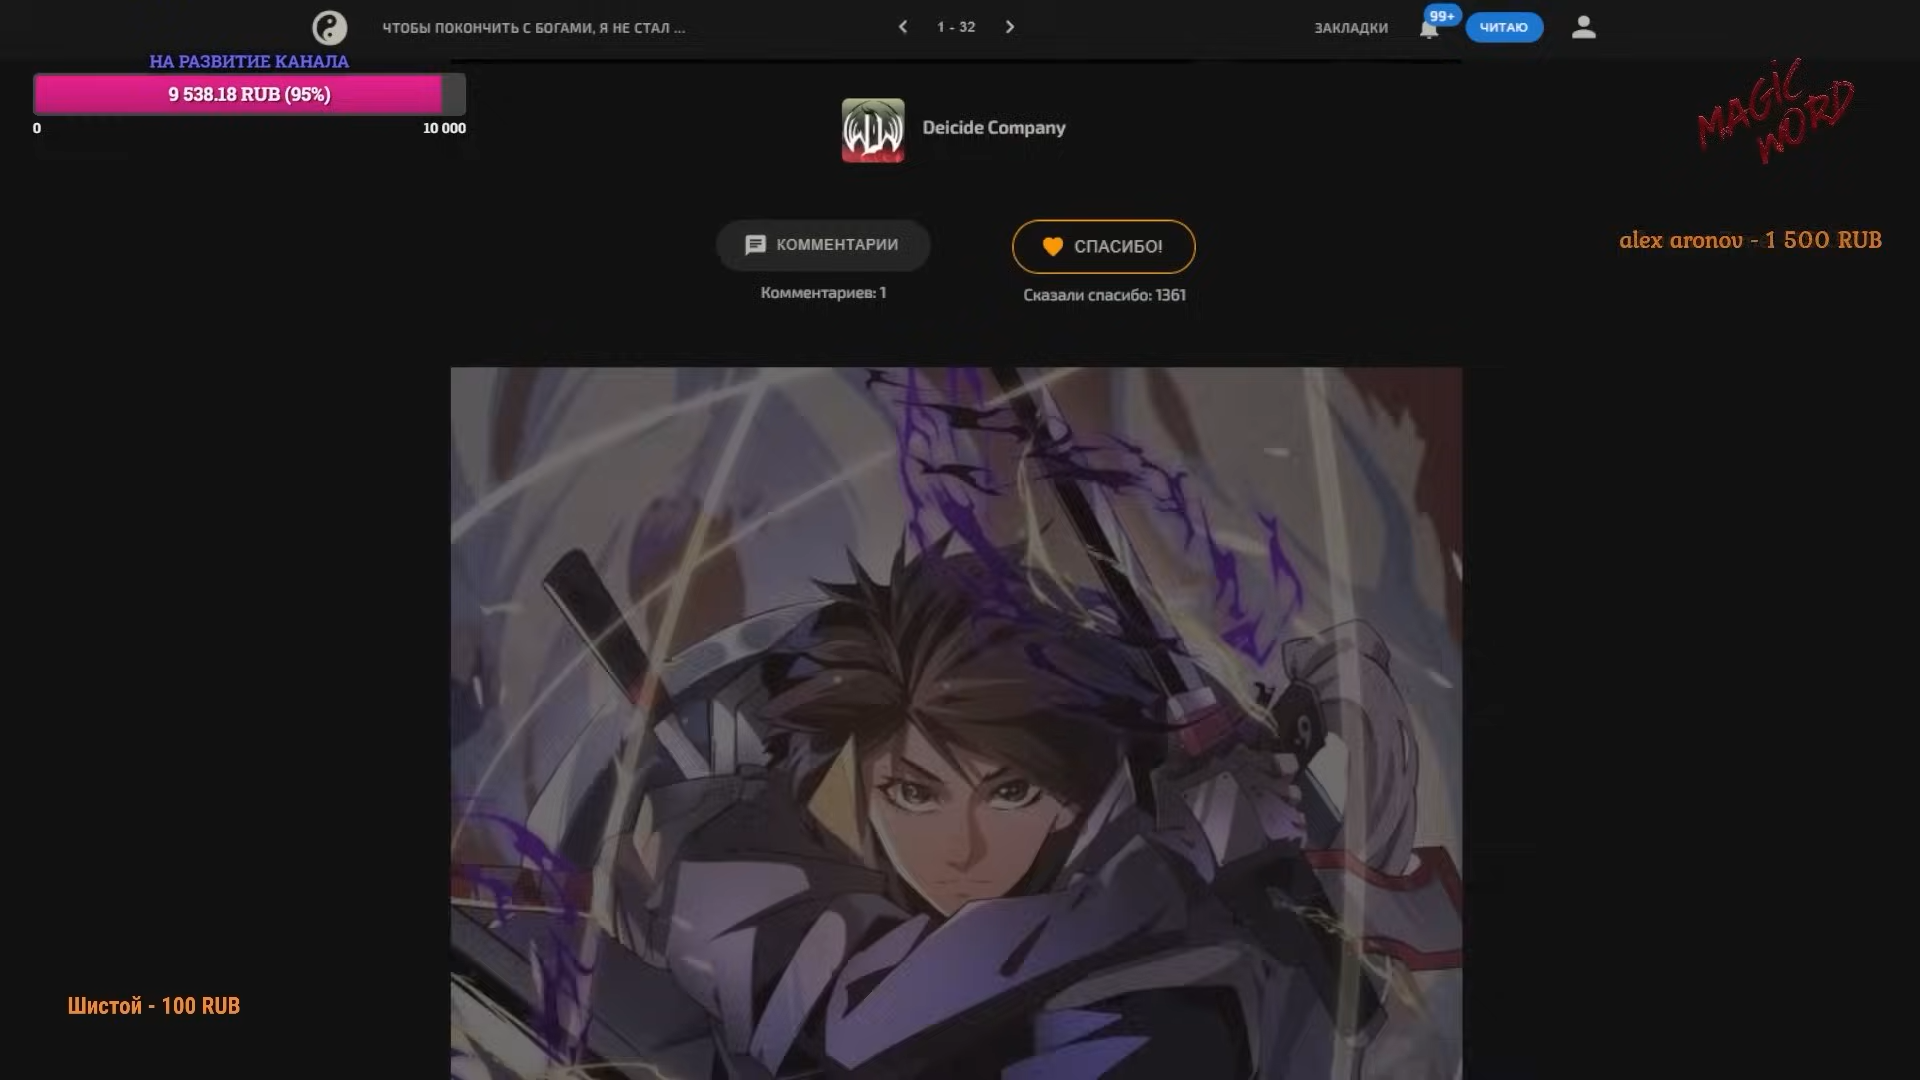 ЧТОБЫ ПОКОНЧИТЬ С БОГАМИ, Я НЕ СТАЛ ...
1 - 32
ЗАКЛАДКИ
99+
ЧИТАЮ
НА РАЗВИТИЕ КАНАЛА
9 538.18 RUB (95%)
0
10 000
Deicide Company
MAGIC
WORD
КОММЕНТАРИИ
СПАСИБО!
alex aronov - 1 500 RUB
Комментариев: 1
Сказали спасибо: 1361
Шистой - 100 RUB